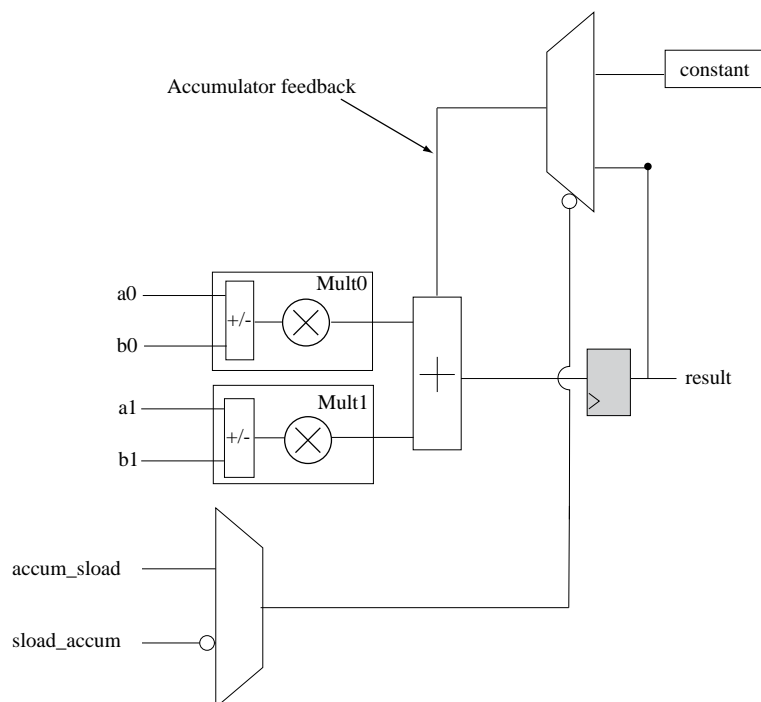 constant
Accumulator feedback
Mult0
a0
+/-
b0
result
Mult1
a1
+/-
b1
accum_sload
sload_accum